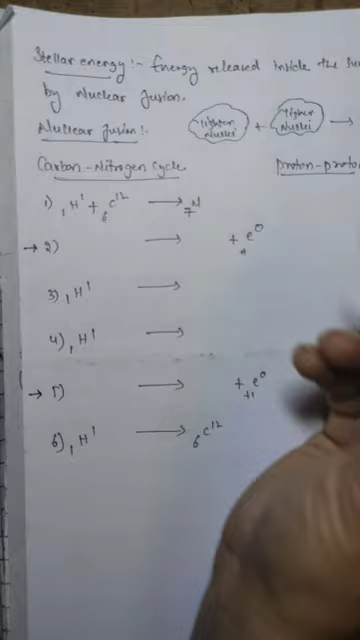 Stellar energy :- Energy released inside the
by Nuclear fusion.
Nuclear fusion :- Lighter Nuclei + Lighter Nuclei →
Carbon-Nitrogen Cycle proton-proto
1) ₁H¹ + ₆C¹² → ₇N
→ 2) → + ₊₁e⁰
3) ₁H¹ →
4) ₁H¹ →
→ 5) → + ₊₁e⁰
6) ₁H¹ → ₆C¹²